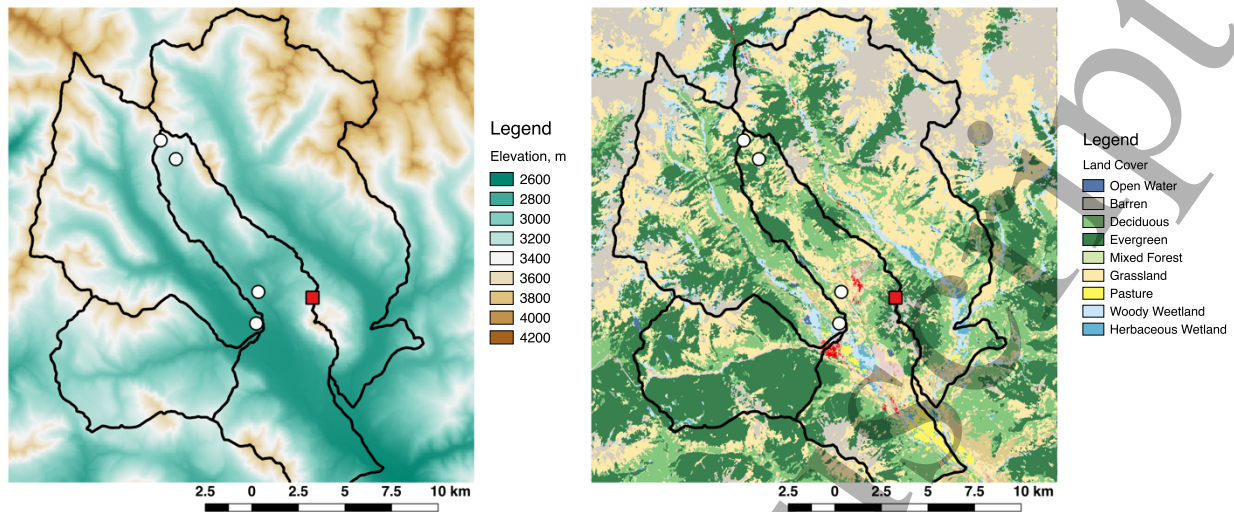 Legend
Elevation, m
2600
2800
3000
3200
3400
3600
3800
4000
4200
2.5 0 2.5 5 7.5 10 km
Legend
Land Cover
Open Water
Barren
Deciduous
Evergreen
Mixed Forest
Grassland
Pasture
Woody Weetland
Herbaceous Wetland
2.5 0 2.5 5 7.5 10 km